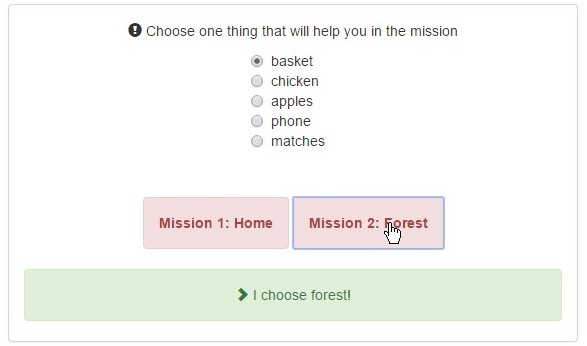 Choose one thing that will help you in the mission
basket
chicken
apples
phone
matches
Mission 1: Home
Mission 2: Forest
I choose forest!